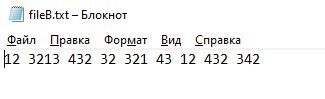 fileB.txt – Блокнот
Файл Правка Формат Вид Справка
12 3213 432 32 321 43 12 432 342